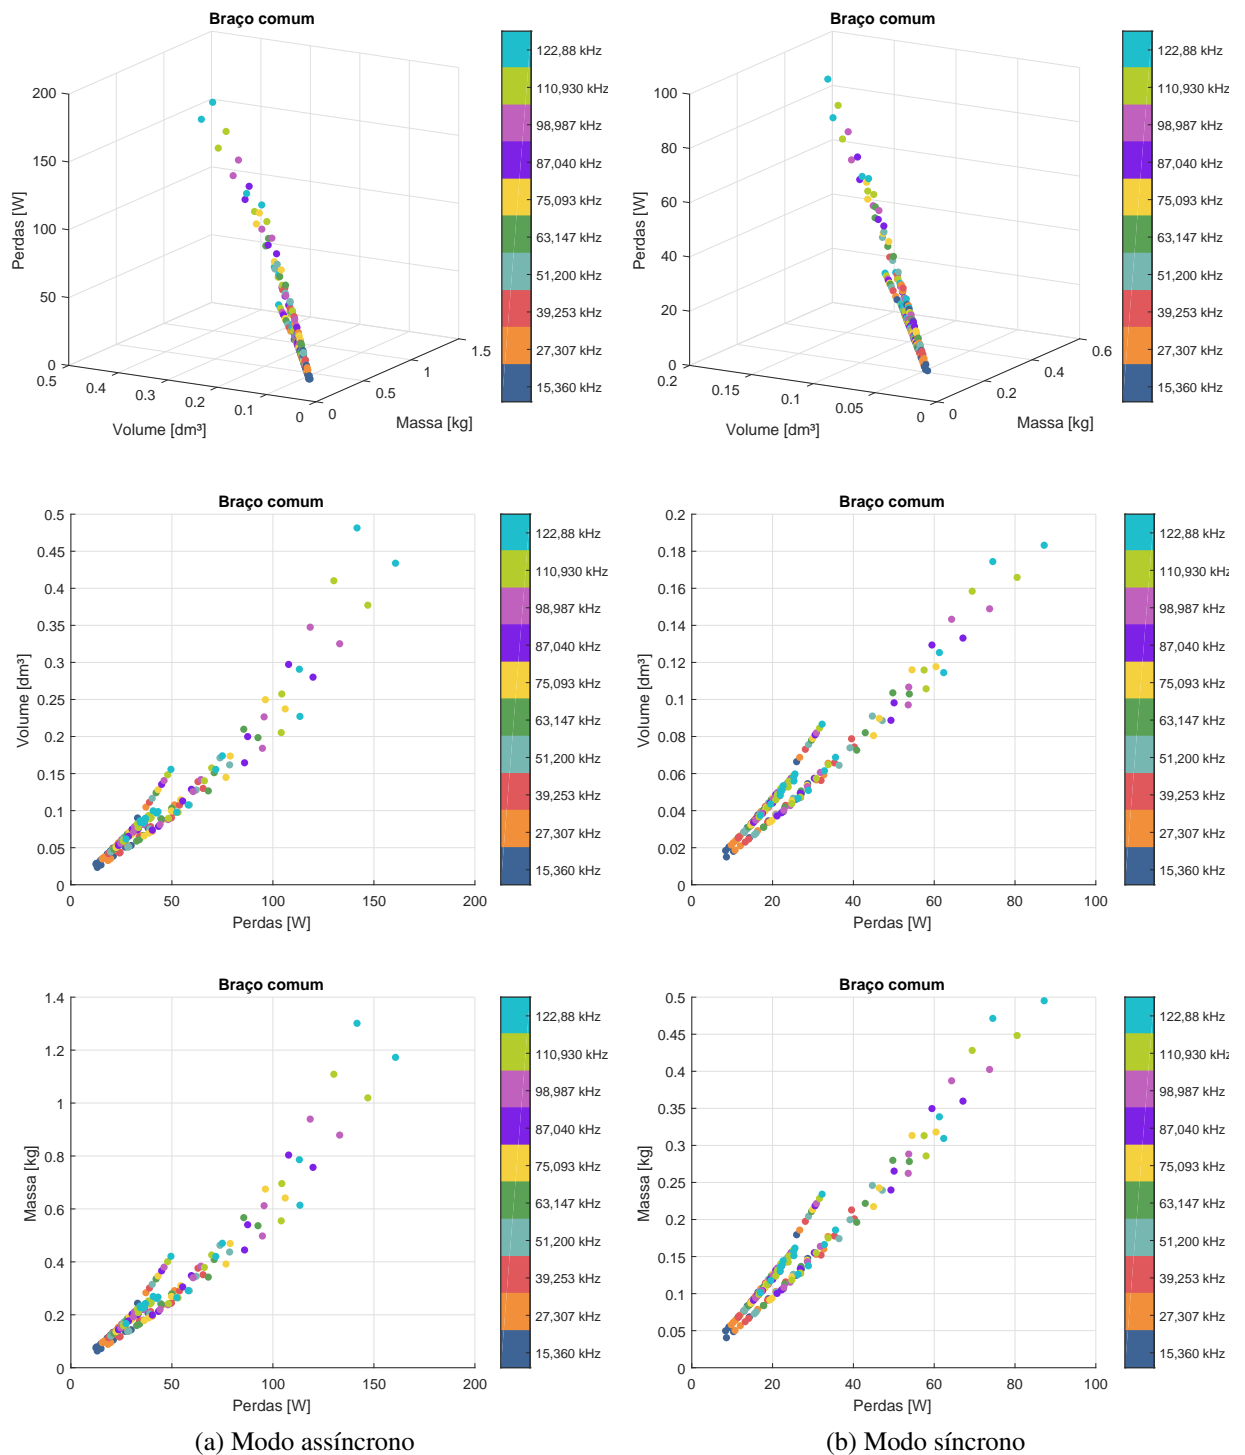 Braço comum
200
150
100
50
0
Perdas [W]
0.5
0.4
0.3
0.2
0.1
0
Volume [dm³]
0
0.5
1
1.5
Massa [kg]
122,88 kHz
110,930 kHz
98,987 kHz
87,040 kHz
75,093 kHz
63,147 kHz
51,200 kHz
39,253 kHz
27,307 kHz
15,360 kHz
Braço comum
100
80
60
40
20
0
Perdas [W]
0.2
0.15
0.1
0.05
0
Volume [dm³]
0
0.2
0.4
0.6
Massa [kg]
122,88 kHz
110,930 kHz
98,987 kHz
87,040 kHz
75,093 kHz
63,147 kHz
51,200 kHz
39,253 kHz
27,307 kHz
15,360 kHz
Braço comum
0.5
0.45
0.4
0.35
0.3
0.25
0.2
0.15
0.1
0.05
0
Volume [dm³]
0 50 100 150 200
Perdas [W]
122,88 kHz
110,930 kHz
98,987 kHz
87,040 kHz
75,093 kHz
63,147 kHz
51,200 kHz
39,253 kHz
27,307 kHz
15,360 kHz
Braço comum
0.2
0.18
0.16
0.14
0.12
0.1
0.08
0.06
0.04
0.02
0
Volume [dm³]
0 20 40 60 80 100
Perdas [W]
122,88 kHz
110,930 kHz
98,987 kHz
87,040 kHz
75,093 kHz
63,147 kHz
51,200 kHz
39,253 kHz
27,307 kHz
15,360 kHz
Braço comum
1.4
1.2
1
0.8
0.6
0.4
0.2
0
Massa [kg]
0 50 100 150 200
Perdas [W]
122,88 kHz
110,930 kHz
98,987 kHz
87,040 kHz
75,093 kHz
63,147 kHz
51,200 kHz
39,253 kHz
27,307 kHz
15,360 kHz
(a) Modo assíncrono
Braço comum
0.5
0.45
0.4
0.35
0.3
0.25
0.2
0.15
0.1
0.05
0
Massa [kg]
0 20 40 60 80 100
Perdas [W]
122,88 kHz
110,930 kHz
98,987 kHz
87,040 kHz
75,093 kHz
63,147 kHz
51,200 kHz
39,253 kHz
27,307 kHz
15,360 kHz
(b) Modo síncrono